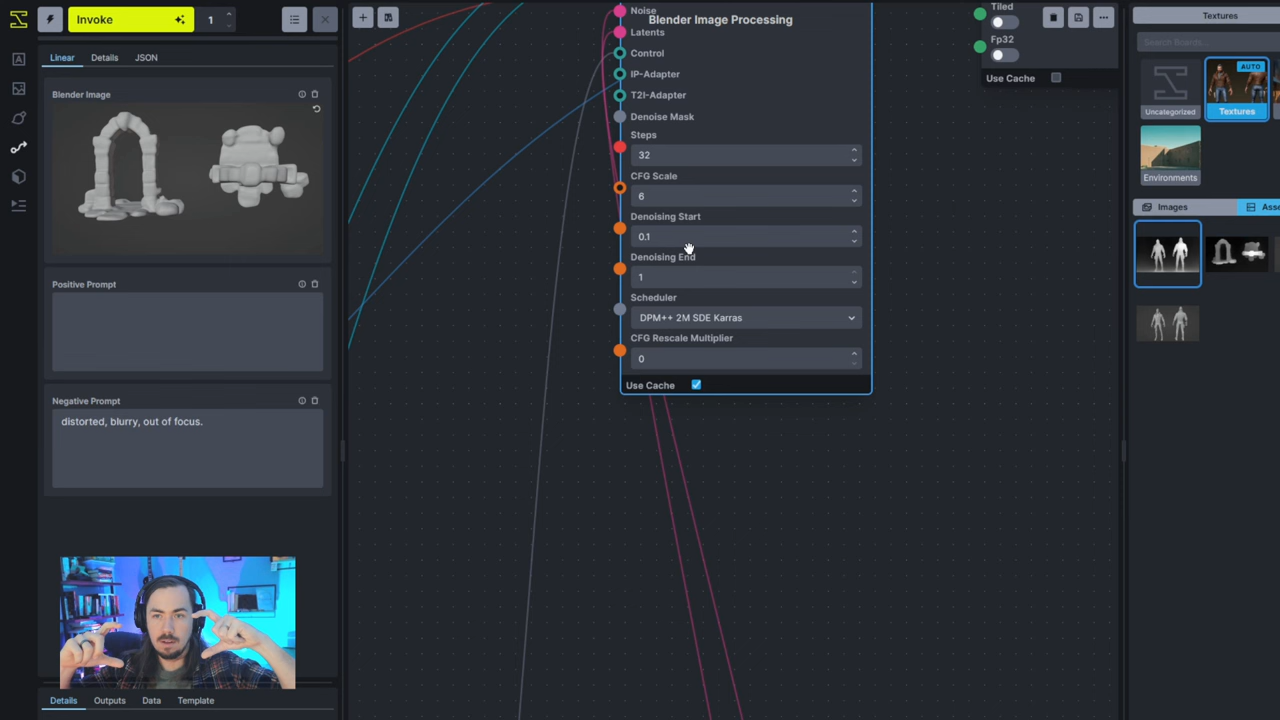 Invoke
1
Linear
Details
JSON
Blender Image
Positive Prompt
Negative Prompt
distorted, blurry, out of focus.
Details
Outputs
Data
Template
Blender Image Processing
Noise
Latents
Control
IP-Adapter
T2I-Adapter
Denoise Mask
Steps
32
CFG Scale
6
Denoising Start
0.1
Denoising End
1
Scheduler
DPM++ 2M SDE Karras
CFG Rescale Multiplier
0
Use Cache
Tiled
Fp32
Use Cache
Textures
Search Boards...
Uncategorized
AUTO
Textures
Environments
Images
Asse